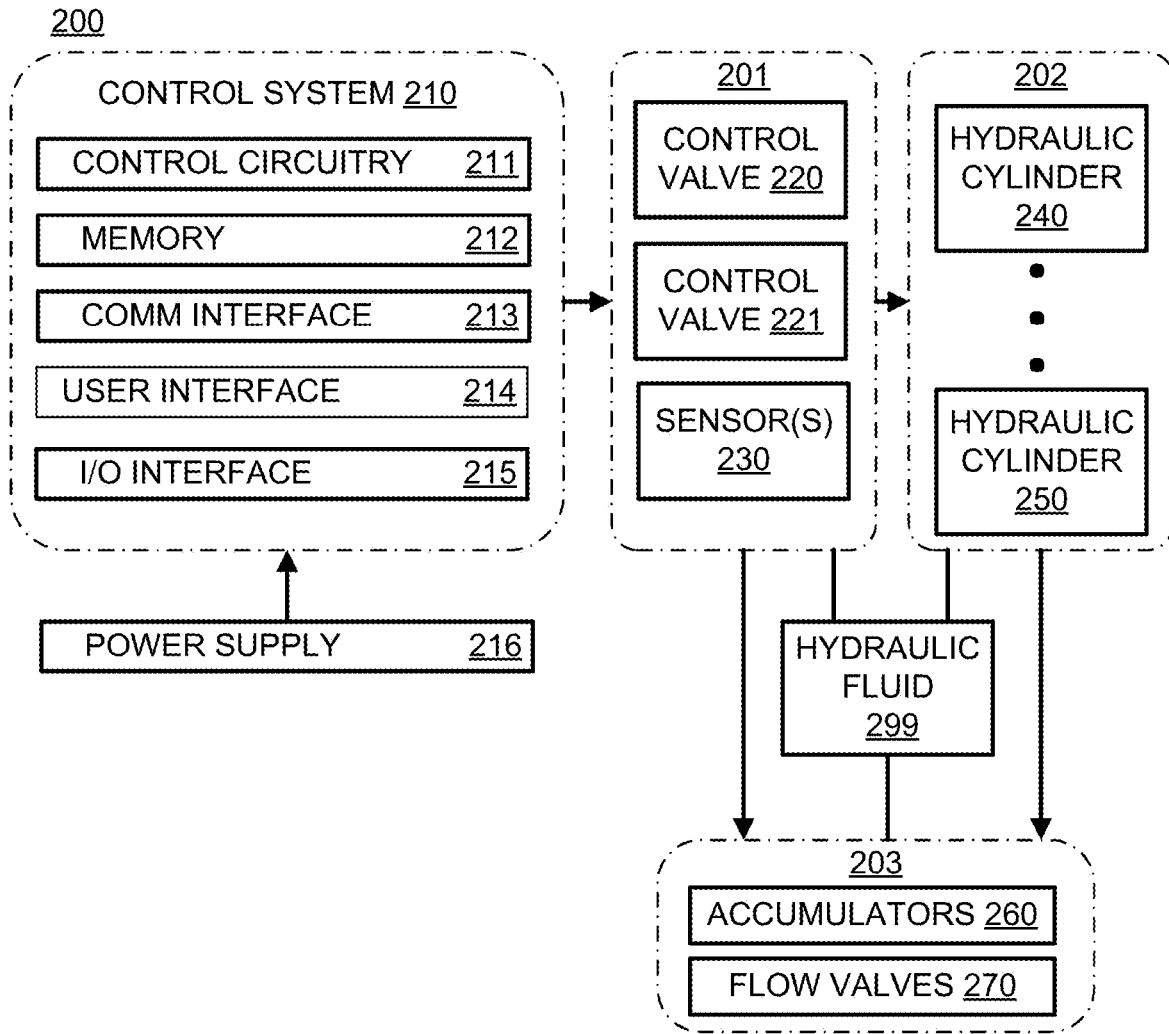 200
CONTROL SYSTEM 210
CONTROL CIRCUITRY 211
MEMORY 212
COMM INTERFACE 213
USER INTERFACE 214
I/O INTERFACE 215
POWER SUPPLY 216
201
CONTROL
VALVE 220
CONTROL
VALVE 221
SENSOR(S)
230
202
HYDRAULIC
CYLINDER
240
HYDRAULIC
CYLINDER
250
HYDRAULIC
FLUID
299
203
ACCUMULATORS 260
FLOW VALVES 270